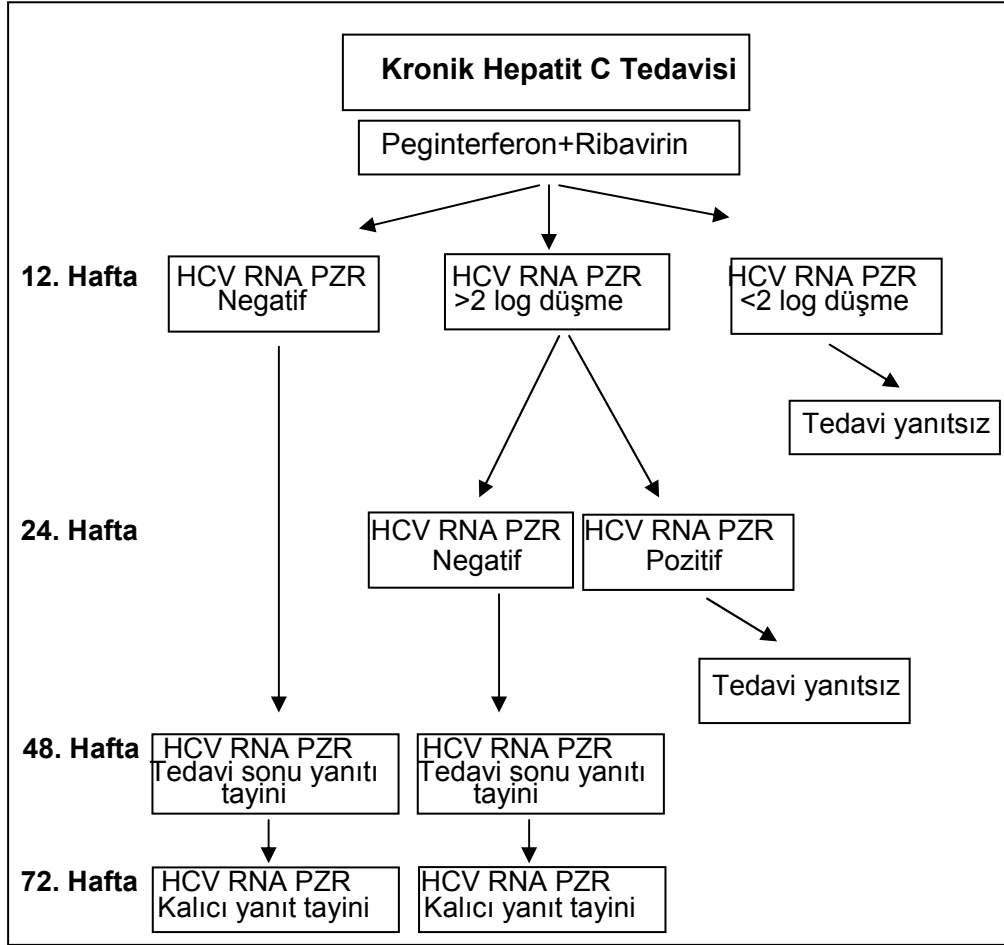 Kronik Hepatit C Tedavisi
Peginterferon+Ribavirin
12. Hafta
HCV RNA PZR
Negatif
HCV RNA PZR
>2 log düşme
HCV RNA PZR
<2 log düşme
Tedavi yanıtsız
24. Hafta
HCV RNA PZR
Negatif
HCV RNA PZR
Pozitif
Tedavi yanıtsız
48. Hafta
HCV RNA PZR
Tedavi sonu yanıtı
tayini
HCV RNA PZR
Tedavi sonu yanıtı
tayini
72. Hafta
HCV RNA PZR
Kalıcı yanıt tayini
HCV RNA PZR
Kalıcı yanıt tayini